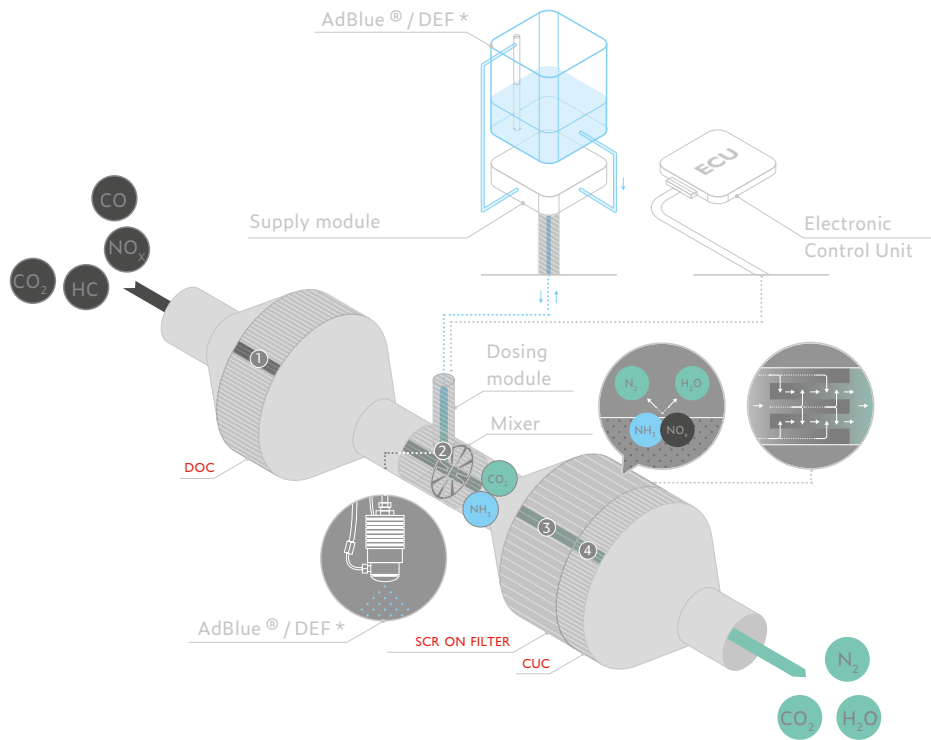 AdBlue ® / DEF *
ECU
CO
Supply module
Electronic
Control Unit
NOx
CO2
HC
1
Dosing
module
N2
H2O
Mixer
NH3
NOx
2
DOC
CO2
NH3
3
4
AdBlue ® / DEF *
SCR ON FILTER
CUC
N2
CO2
H2O